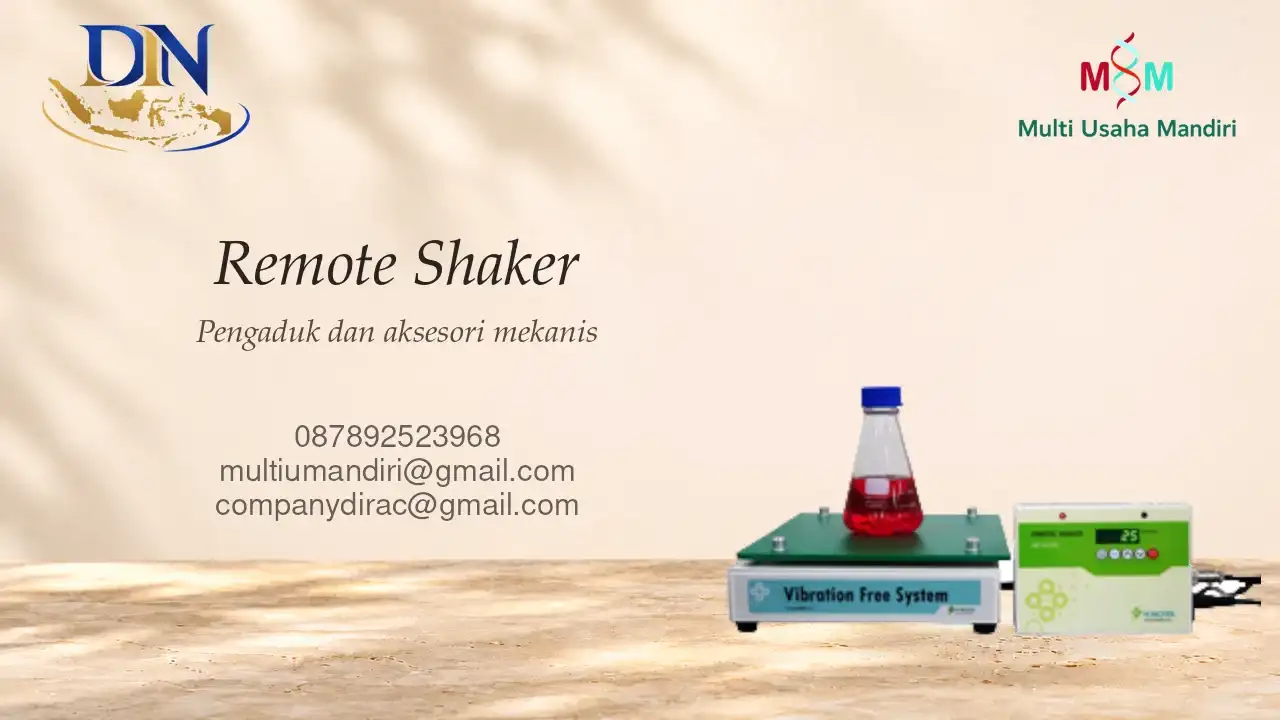 DIN
M M
Multi Usaha Mandiri
Remote Shaker
Pengaduk dan aksesori mekanis
087892523968
multiumandiri@gmail.com
companydirac@gmail.com
25
Vibration Free System